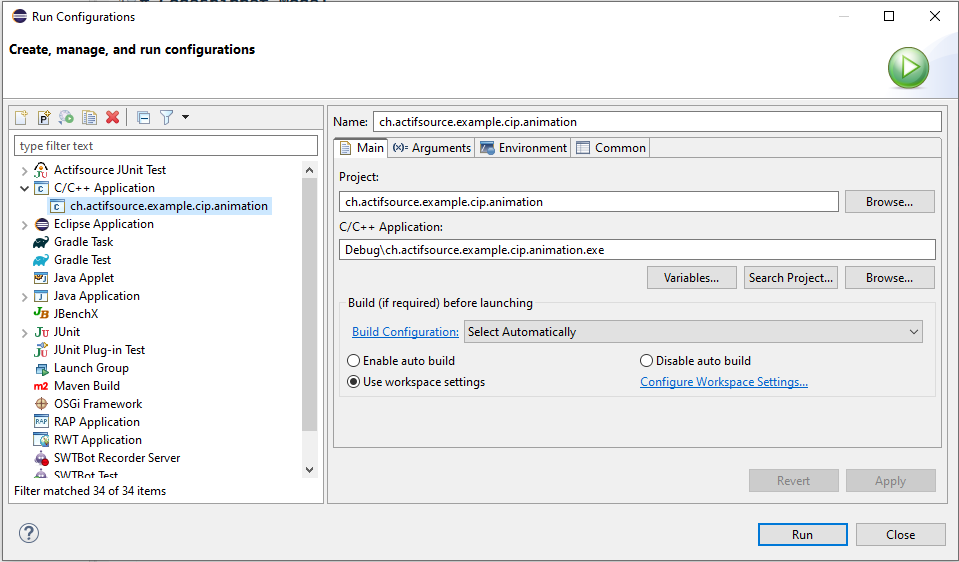 Run Configurations
Create, manage, and run configurations
type filter text
Actifsource JUnit Test
C/C++ Application
ch.actifsource.example.cip.animation
Eclipse Application
Gradle Task
Gradle Test
Java Applet
Java Application
JBenchX
JUnit
JUnit Plug-in Test
Launch Group
Maven Build
OSGi Framework
RAP Application
RWT Application
SWTBot Recorder Server
SWTBot Test
Filter matched 34 of 34 items
Name: ch.actifsource.example.cip.animation
Main (x)= Arguments Environment Common
Project:
ch.actifsource.example.cip.animation Browse...
C/C++ Application:
Debug\ch.actifsource.example.cip.animation.exe
Variables... Search Project... Browse...
Build (if required) before launching
Build Configuration: Select Automatically
Enable auto build Disable auto build
Use workspace settings Configure Workspace Settings...
Revert Apply
Run Close